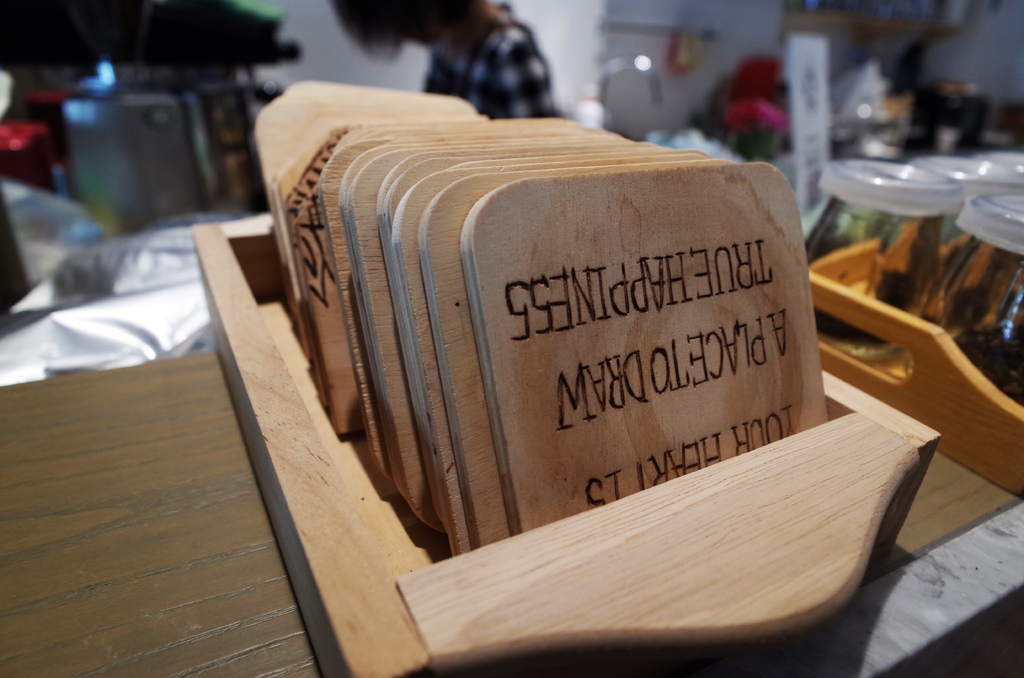 YOUR HEART IS
A PLACE TO DRAW
TRUE HAPPINESS